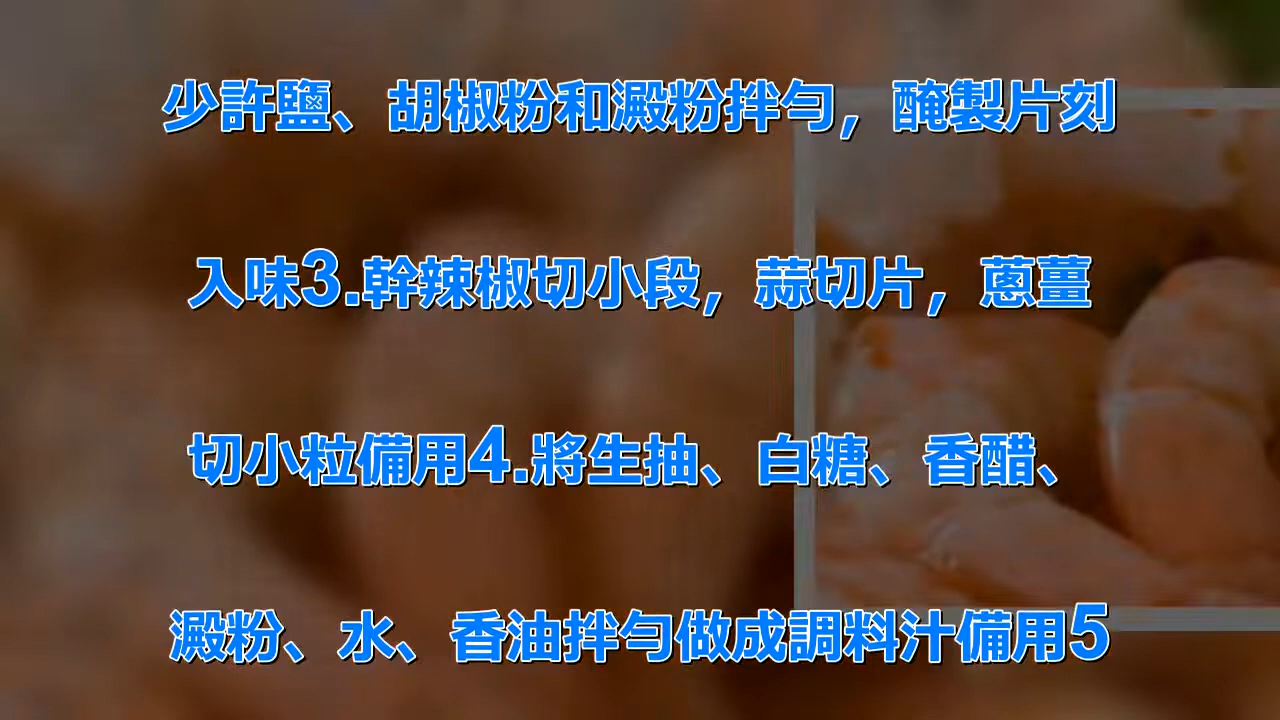 少許鹽、胡椒粉和澱粉拌勻，醃製片刻
入味3.幹辣椒切小段，蒜切片，蔥薑
切小粒備用4.將生抽、白糖、香醋、
澱粉、水、香油拌勻做成調料汁備用5